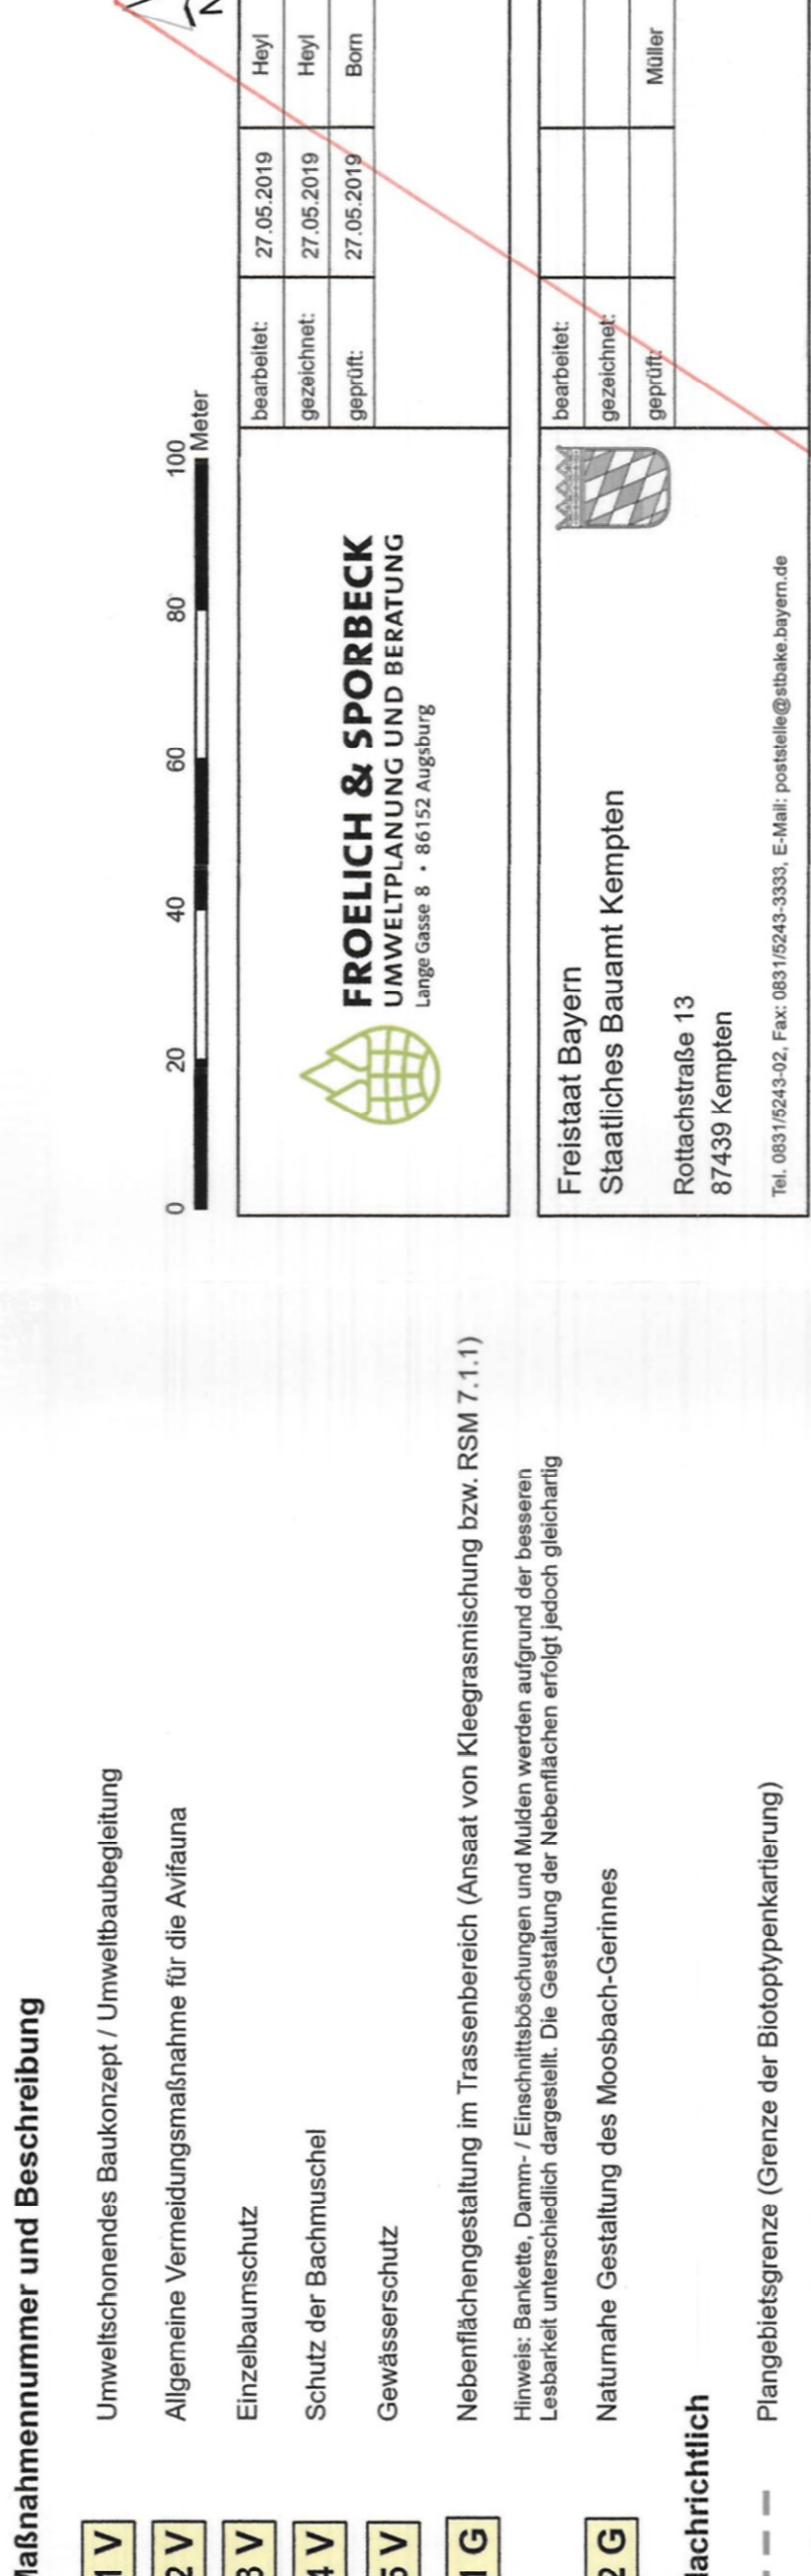 Maßnahmennummer und Beschreibung
1 V Umweltschonendes Baukonzept / Umweltbaubegleitung
2 V Allgemeine Vermeidungsmaßnahme für die Avifauna
3 V Einzelbaumschutz
4 V Schutz der Bachmuschel
5 V Gewässerschutz
1 G Nebenflächengestaltung im Trassenbereich (Ansaat von Kleegrasmischung bzw. RSM 7.1.1)
Hinweis: Bankette, Damm- / Einschnittsböschungen und Mulden werden aufgrund der besseren
Lesbarkeit unterschiedlich dargestellt. Die Gestaltung der Nebenflächen erfolgt jedoch gleichartig
2 G Naturnahe Gestaltung des Moosbach-Gerinnes
Nachrichtlich
Plangebietsgrenze (Grenze der Biotoptypenkartierung)
0 20 40 60 80 100
Meter
N
FROELICH & SPORBECK
UMWELTPLANUNG UND BERATUNG
Lange Gasse 8 • 86152 Augsburg
bearbeitet: 27.05.2019 Heyl
gezeichnet: 27.05.2019 Heyl
geprüft: 27.05.2019 Born
Freistaat Bayern
Staatliches Bauamt Kempten
Rottachstraße 13
87439 Kempten
Tel. 0831/5243-02, Fax: 0831/5243-3333, E-Mail: poststelle@stbake.bayern.de
bearbeitet:
gezeichnet:
geprüft: Müller